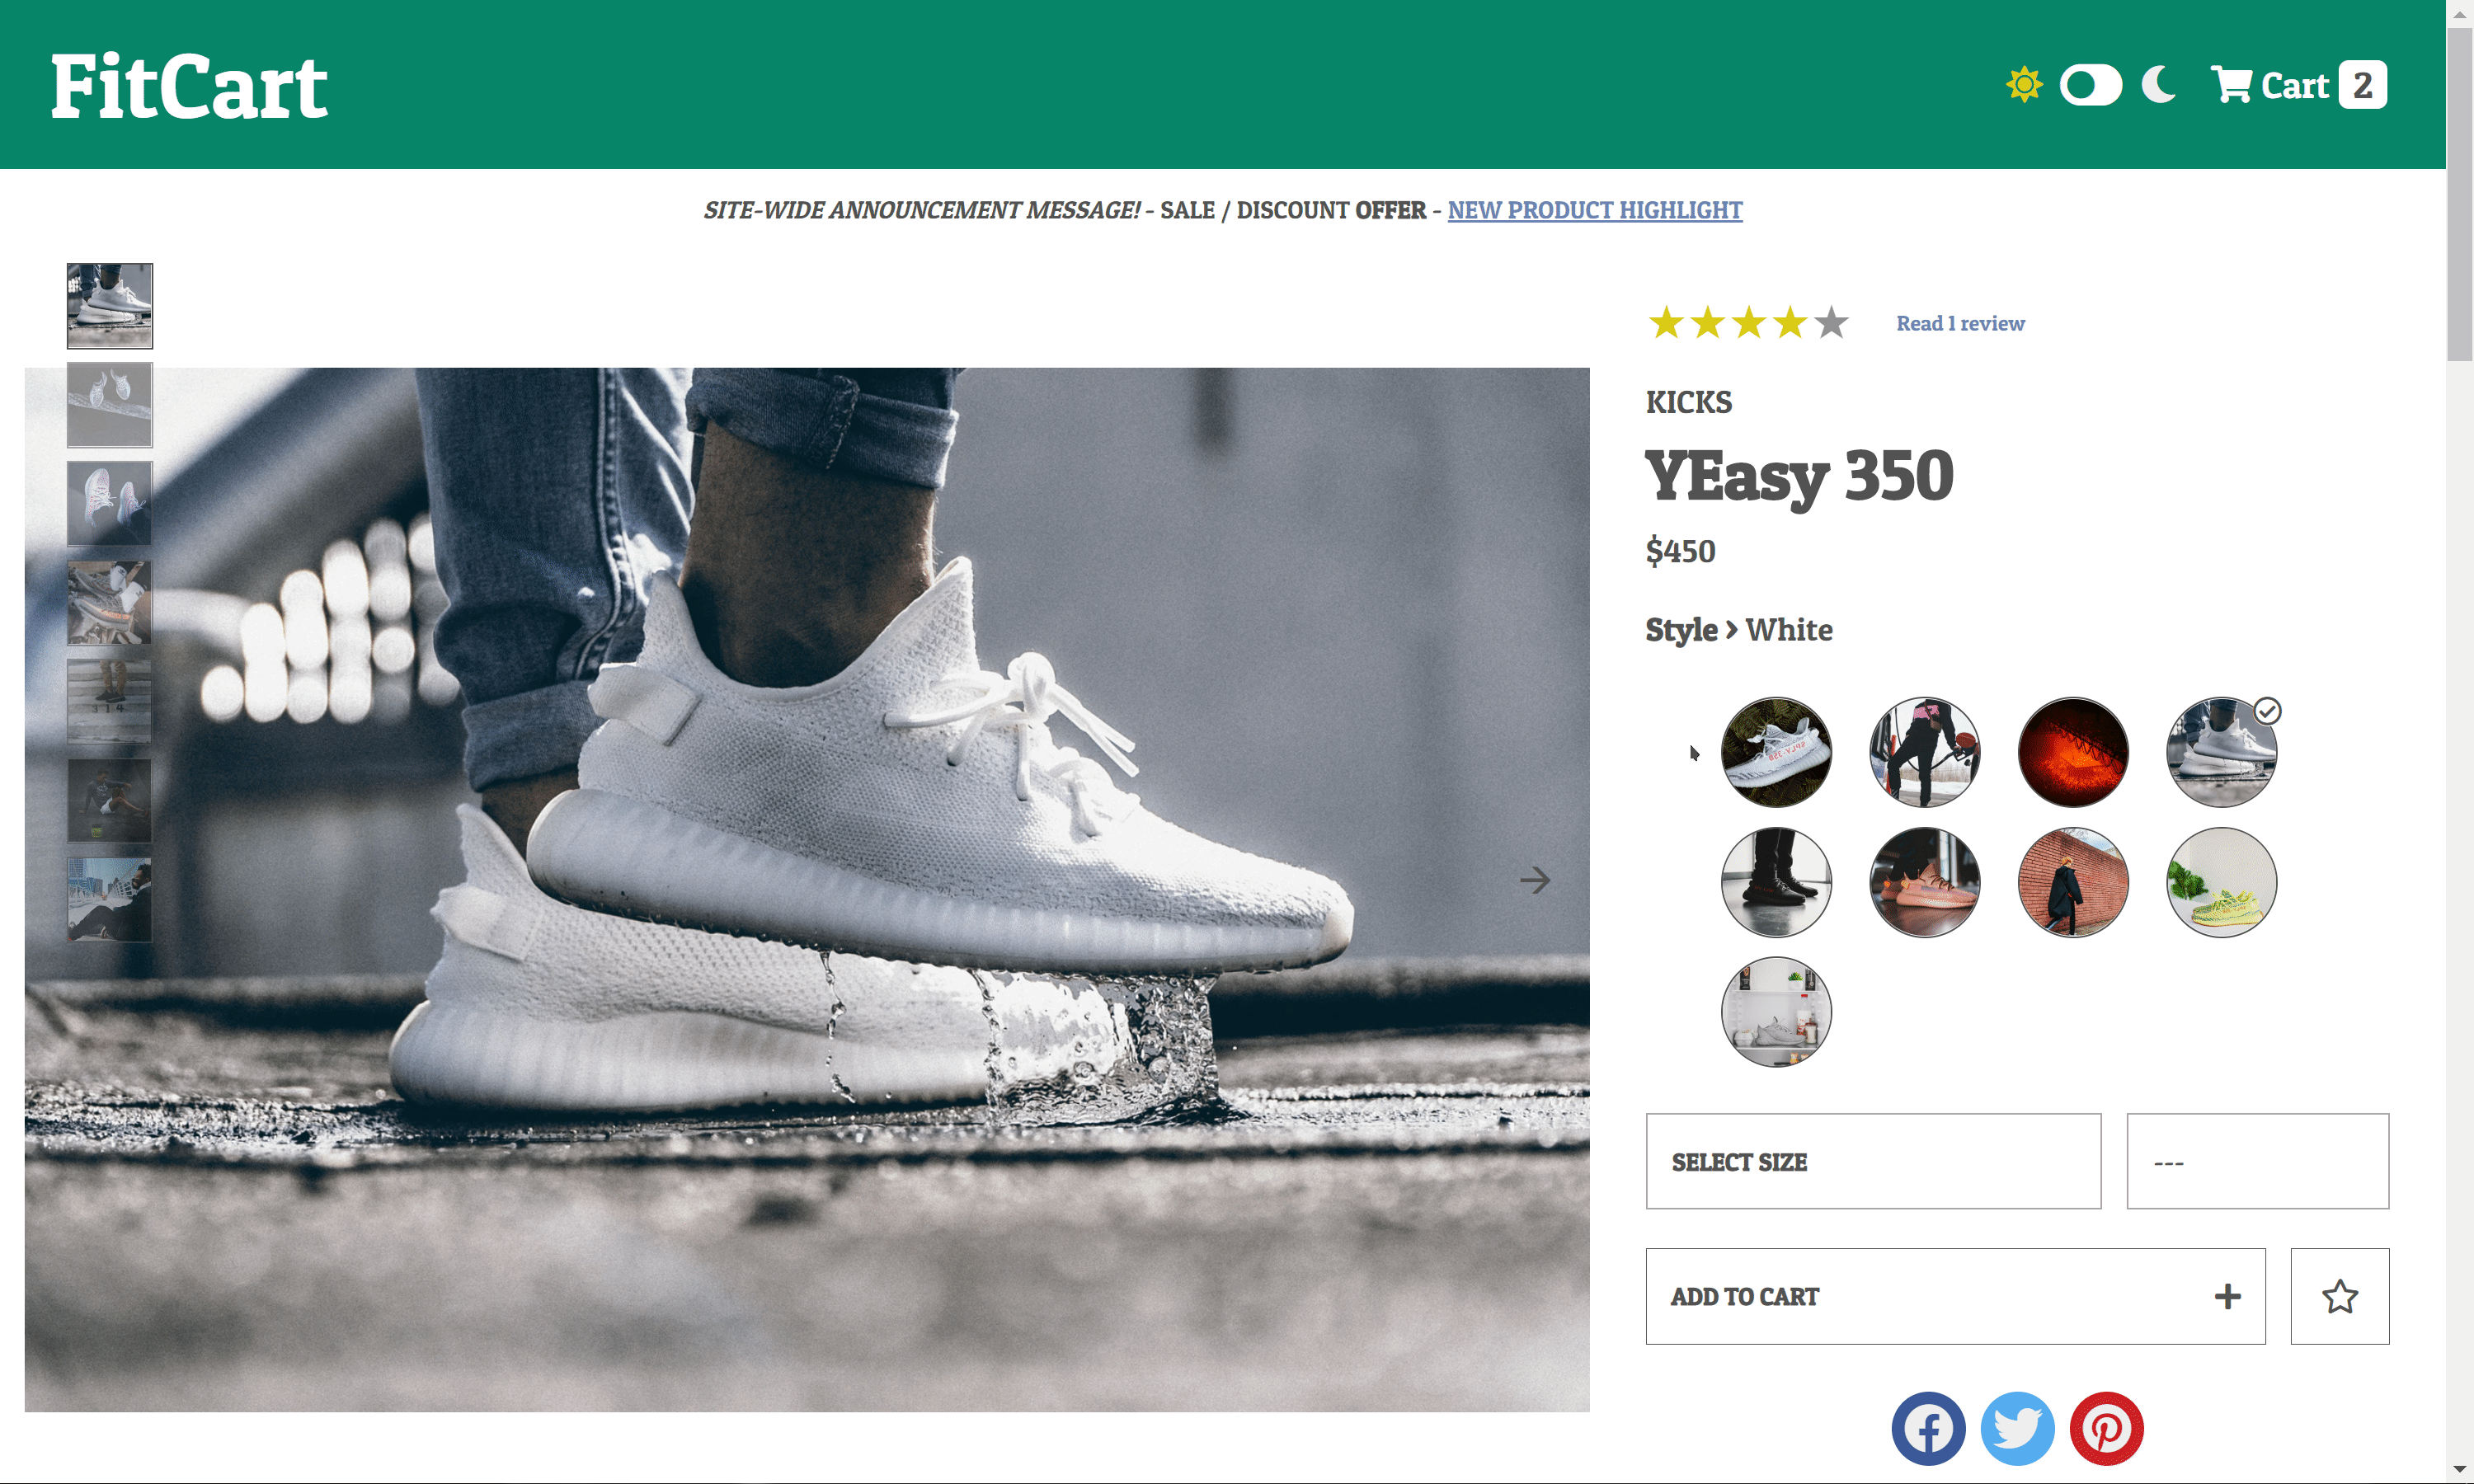 FitCart
Cart 2
SITE-WIDE ANNOUNCEMENT MESSAGE! - SALE / DISCOUNT OFFER - NEW PRODUCT HIGHLIGHT
Read 1 review
KICKS
YEasy 350
$450
Style > White
SELECT SIZE
---
ADD TO CART +